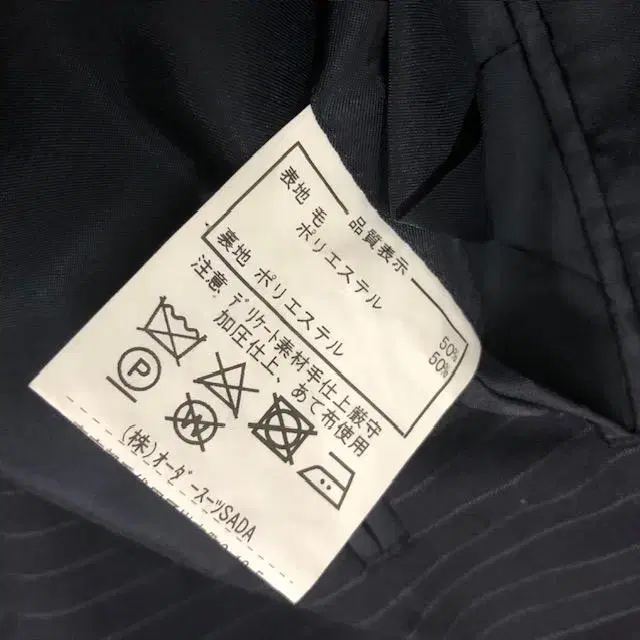 品質表示
表地 毛 50%
ポリエステル 50%
裏地 ポリエステル
注意 デリケート素材手仕上厳守
加圧仕上、あて布使用
P
W
(株)オーダースーツSADA